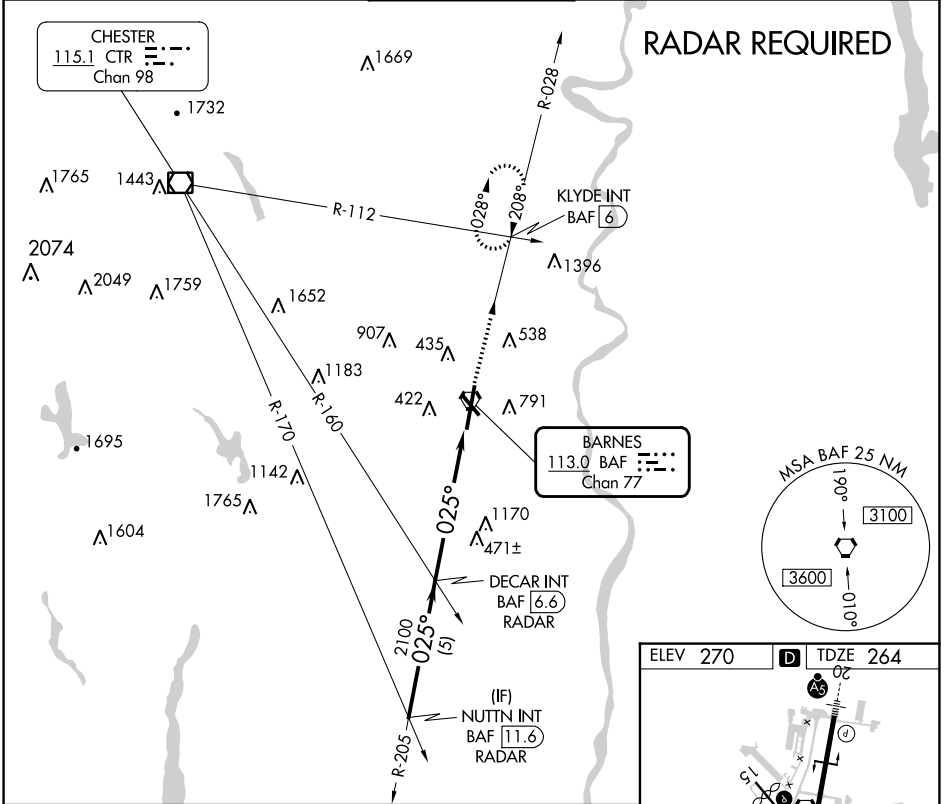 RADAR REQUIRED
CHESTER
115.1 CTR
Chan 98
1669
1732
R-028
1765
1443
KLYDE INT
BAF 6
028°
208°
R-112
2074
2049
1759
1396
1652
907
435
538
1183
422
791
R-170
R-160
BARNES
113.0 BAF
Chan 77
1695
MSA BAF 25 NM
190°
3100
3600
010°
1142
1765
025°
1170
471±
1604
DECAR INT
BAF 6.6
RADAR
2100
025°
(5)
(IF)
NUTTN INT
BAF 11.6
RADAR
R-205
ELEV 270 D TDZE 264
20
A5
P
15